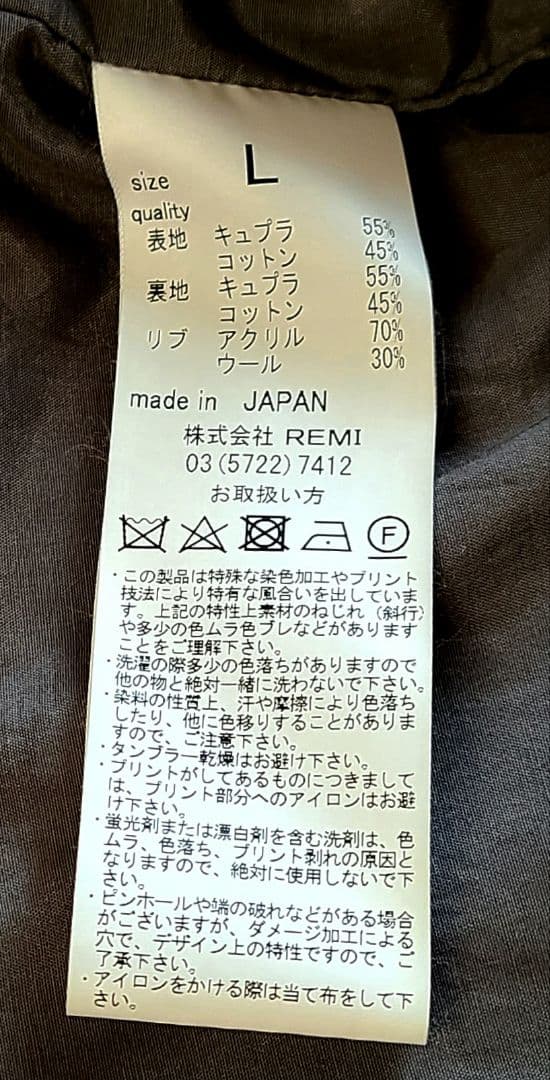 size L
quality
表地 キュプラ 55%
コットン 45%
裏地 キュプラ 55%
コットン 45%
リブ アクリル 70%
ウール 30%
made in JAPAN
株式会社 REMI
03(5722)7412
お取扱い方
F
・この製品は特殊な染色加工やプリント
技法により特有な風合いを出していま
す。上記の特性上素材のねじれ(斜行)
や多少の色ムラ色ブレなどがあります
ことをご理解下さい。
・洗濯の際多少の色落ちがありますので
他の物と絶対一緒に洗わないで下さい。
・染料の性質上、汗や摩擦により色落ち
したり、他に色移りすることがありま
すので、ご注意下さい。
・タンブラー乾燥はお避け下さい。
・プリントがしてあるものにつきまして
は、プリント部分へのアイロンはお避
け下さい。
・蛍光剤または漂白剤を含む洗剤は、色
ムラ、色落ち、プリント剥れの原因と
なりますので、絶対に使用しないで下
さい。
・ピンホールや端の破れなどがある場合
がございますが、ダメージ加工による
穴で、デザイン上の特性ですので、ご
了承下さい。
・アイロンをかける際は当て布をして下
さい。